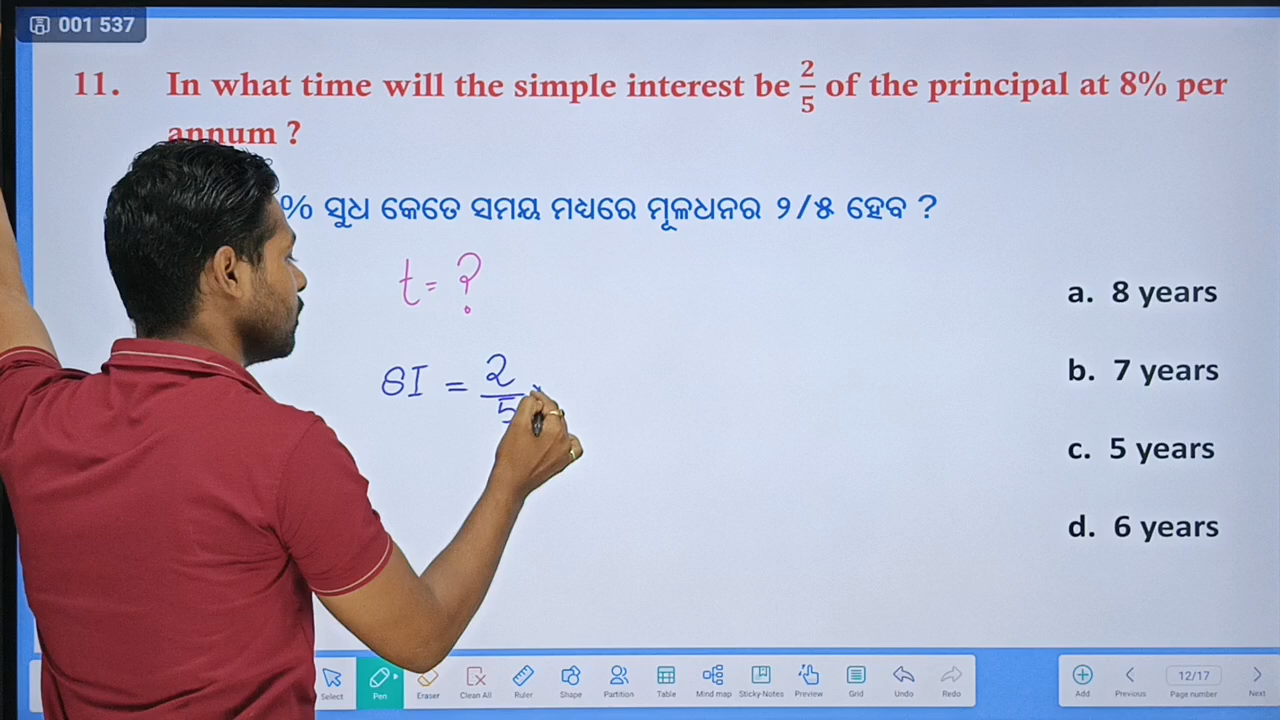 001 537
11. In what time will the simple interest be 2/5 of the principal at 8% per
annum ?
% ସୁଧ କେତେ ସମୟ ମଧ୍ୟରେ ମୂଳଧନର ୨/୫ ହେବ ?
t = ?
SI = 2/5
a. 8 years
b. 7 years
c. 5 years
d. 6 years
Select Pen Eraser Clean All Ruler Shape Partition Table Mind map Sticky-Notes Preview Grid Undo Redo
Add Previous 12/17 Page number Next